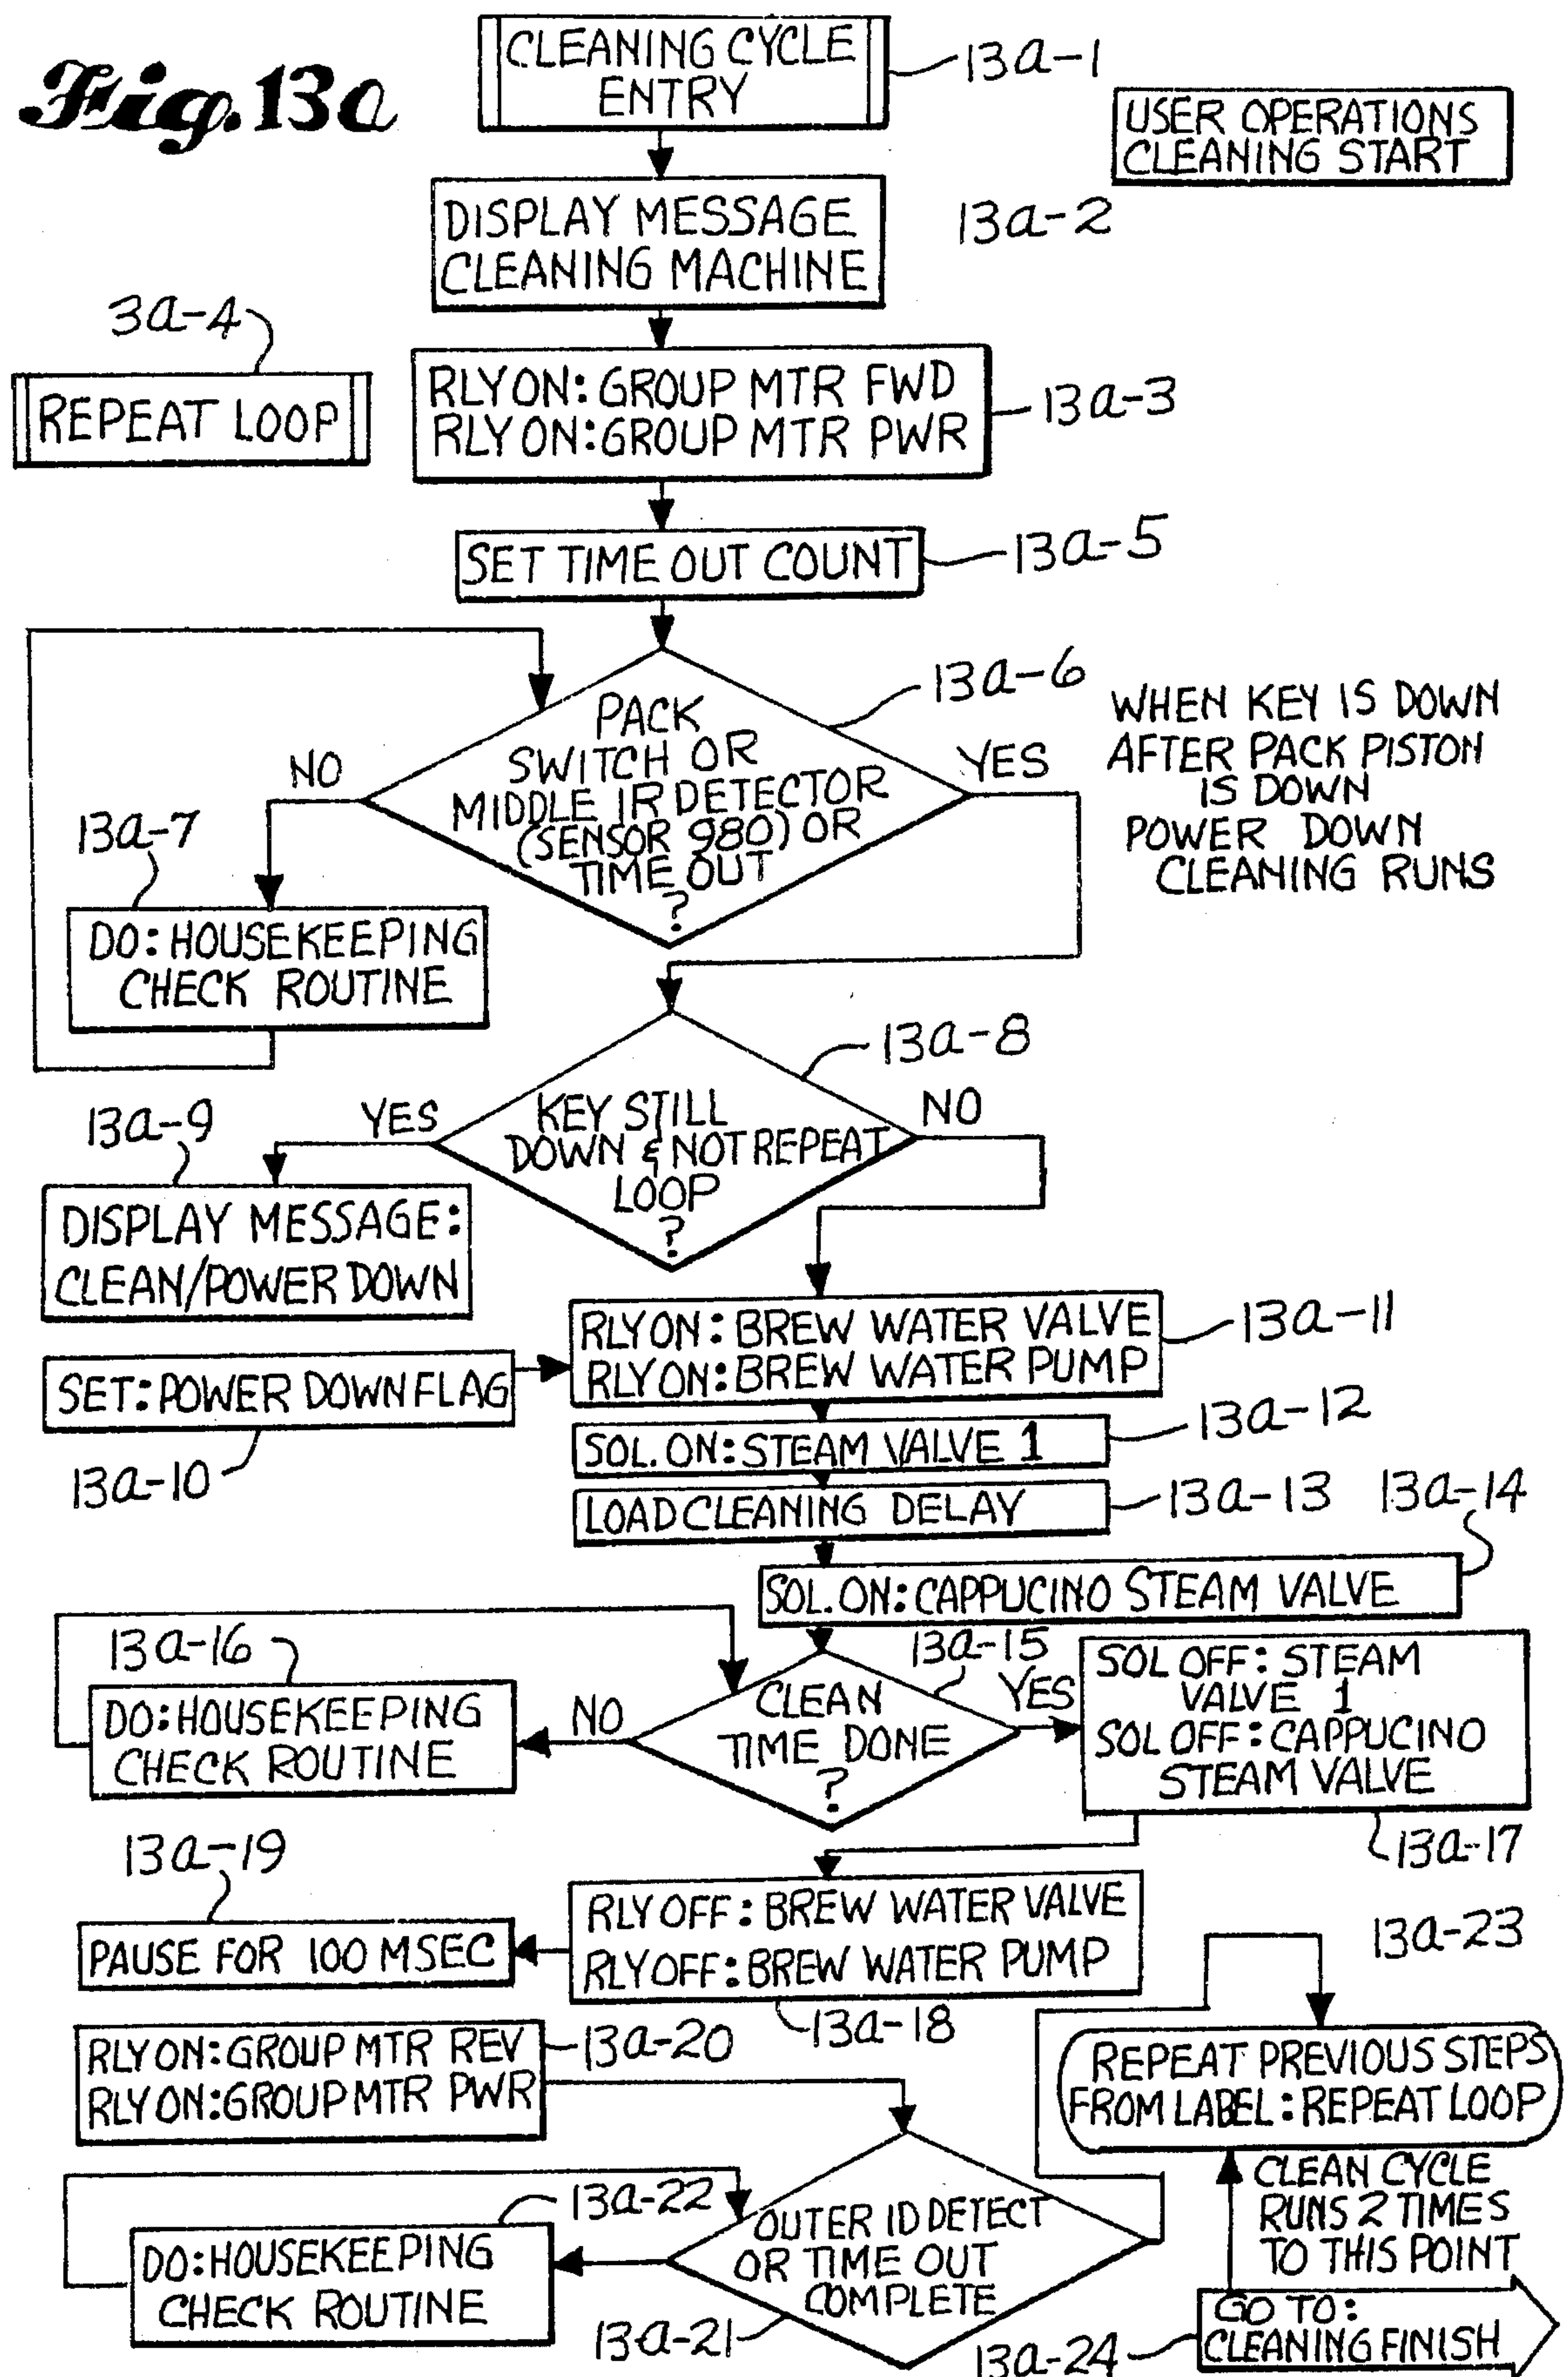 Fig. 13a
CLEANING CYCLE
ENTRY
13a-1
USER OPERATIONS
CLEANING START
DISPLAY MESSAGE
CLEANING MACHINE
13a-2
3a-4
REPEAT LOOP
RLY ON: GROUP MTR FWD
RLY ON: GROUP MTR PWR
13a-3
SET TIME OUT COUNT
13a-5
PACK
SWITCH OR
MIDDLE IR DETECTOR
(SENSOR 980) OR
TIME OUT
?
13a-6
NO
YES
WHEN KEY IS DOWN
AFTER PACK PISTON
IS DOWN
POWER DOWN
CLEANING RUNS
13a-7
DO: HOUSEKEEPING
CHECK ROUTINE
KEY STILL
DOWN & NOT REPEAT
LOOP
?
13a-8
YES
NO
13a-9
DISPLAY MESSAGE:
CLEAN/POWER DOWN
SET: POWER DOWN FLAG
13a-10
RLY ON: BREW WATER VALVE
RLY ON: BREW WATER PUMP
13a-11
SOL. ON: STEAM VALVE 1
13a-12
LOAD CLEANING DELAY
13a-13
13a-14
SOL. ON: CAPPUCINO STEAM VALVE
13a-15
CLEAN
TIME DONE
?
NO
YES
13a-16
DO: HOUSEKEEPING
CHECK ROUTINE
SOL OFF: STEAM
VALVE 1
SOL OFF: CAPPUCINO
STEAM VALVE
13a-17
RLY OFF: BREW WATER VALVE
RLY OFF: BREW WATER PUMP
13a-18
13a-19
PAUSE FOR 100 MSEC
RLY ON: GROUP MTR REV
RLY ON: GROUP MTR PWR
13a-20
OUTER ID DETECT
OR TIME OUT
COMPLETE
13a-21
13a-22
DO: HOUSEKEEPING
CHECK ROUTINE
13a-23
REPEAT PREVIOUS STEPS
FROM LABEL: REPEAT LOOP
CLEAN CYCLE
RUNS 2 TIMES
TO THIS POINT
GO TO:
CLEANING FINISH
13a-24